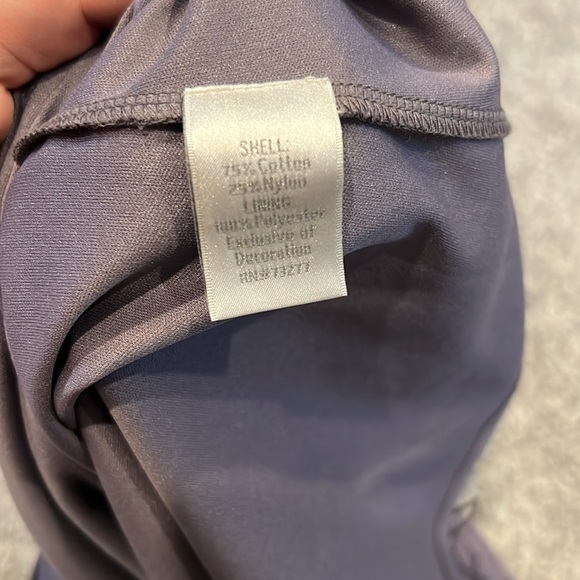 SHELL:
75% Cotton
25% Nylon
LINING
100% Polyester
Exclusive of
Decoration
RN#73277